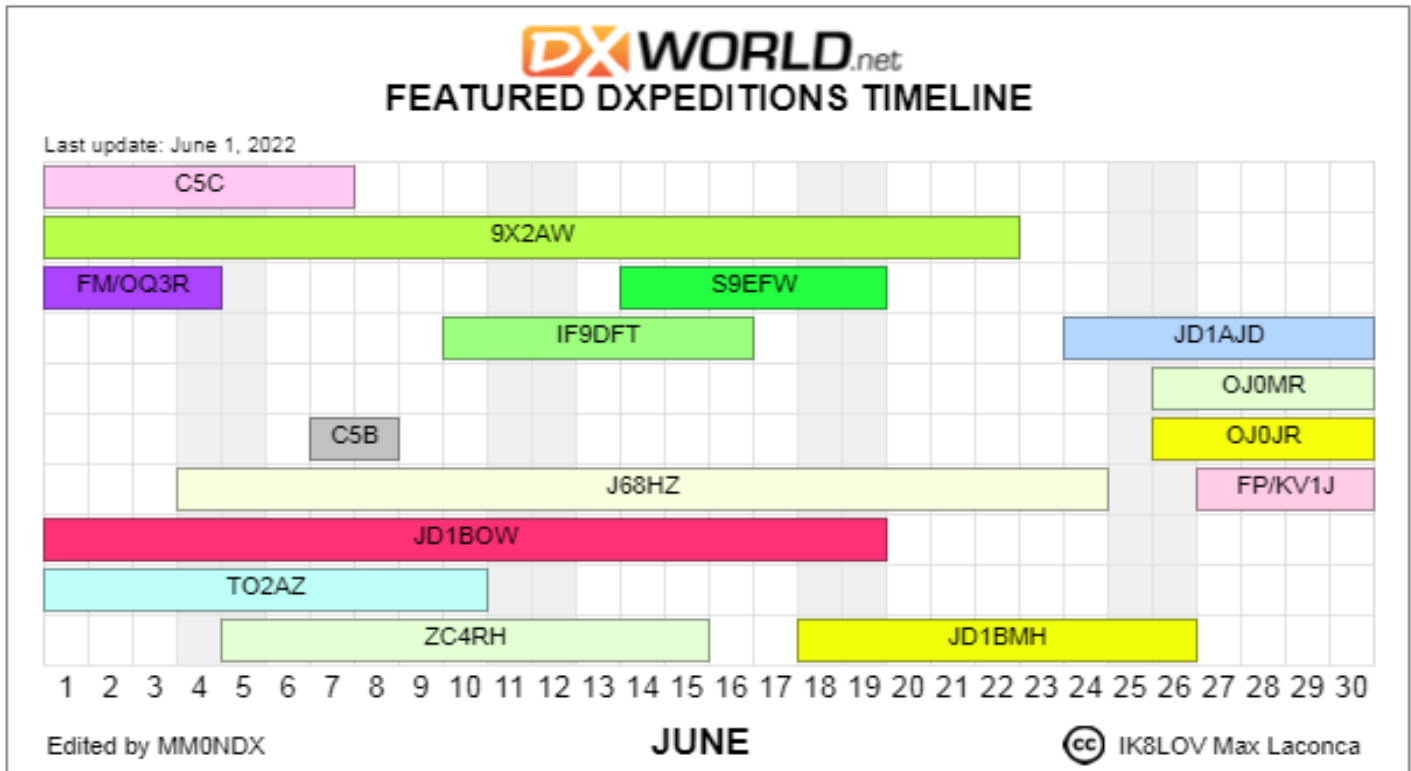 DXWORLD.net
FEATURED DXPEDITIONS TIMELINE
Last update: June 1, 2022
C5C
9X2AW
FM/OQ3R S9EFW
IF9DFT JD1AJD
OJ0MR
C5B OJ0JR
J68HZ FP/KV1J
JD1BOW
TO2AZ
ZC4RH JD1BMH
1 2 3 4 5 6 7 8 9 10 11 12 13 14 15 16 17 18 19 20 21 22 23 24 25 26 27 28 29 30
Edited by MM0NDX JUNE cc IK8LOV Max Laconca